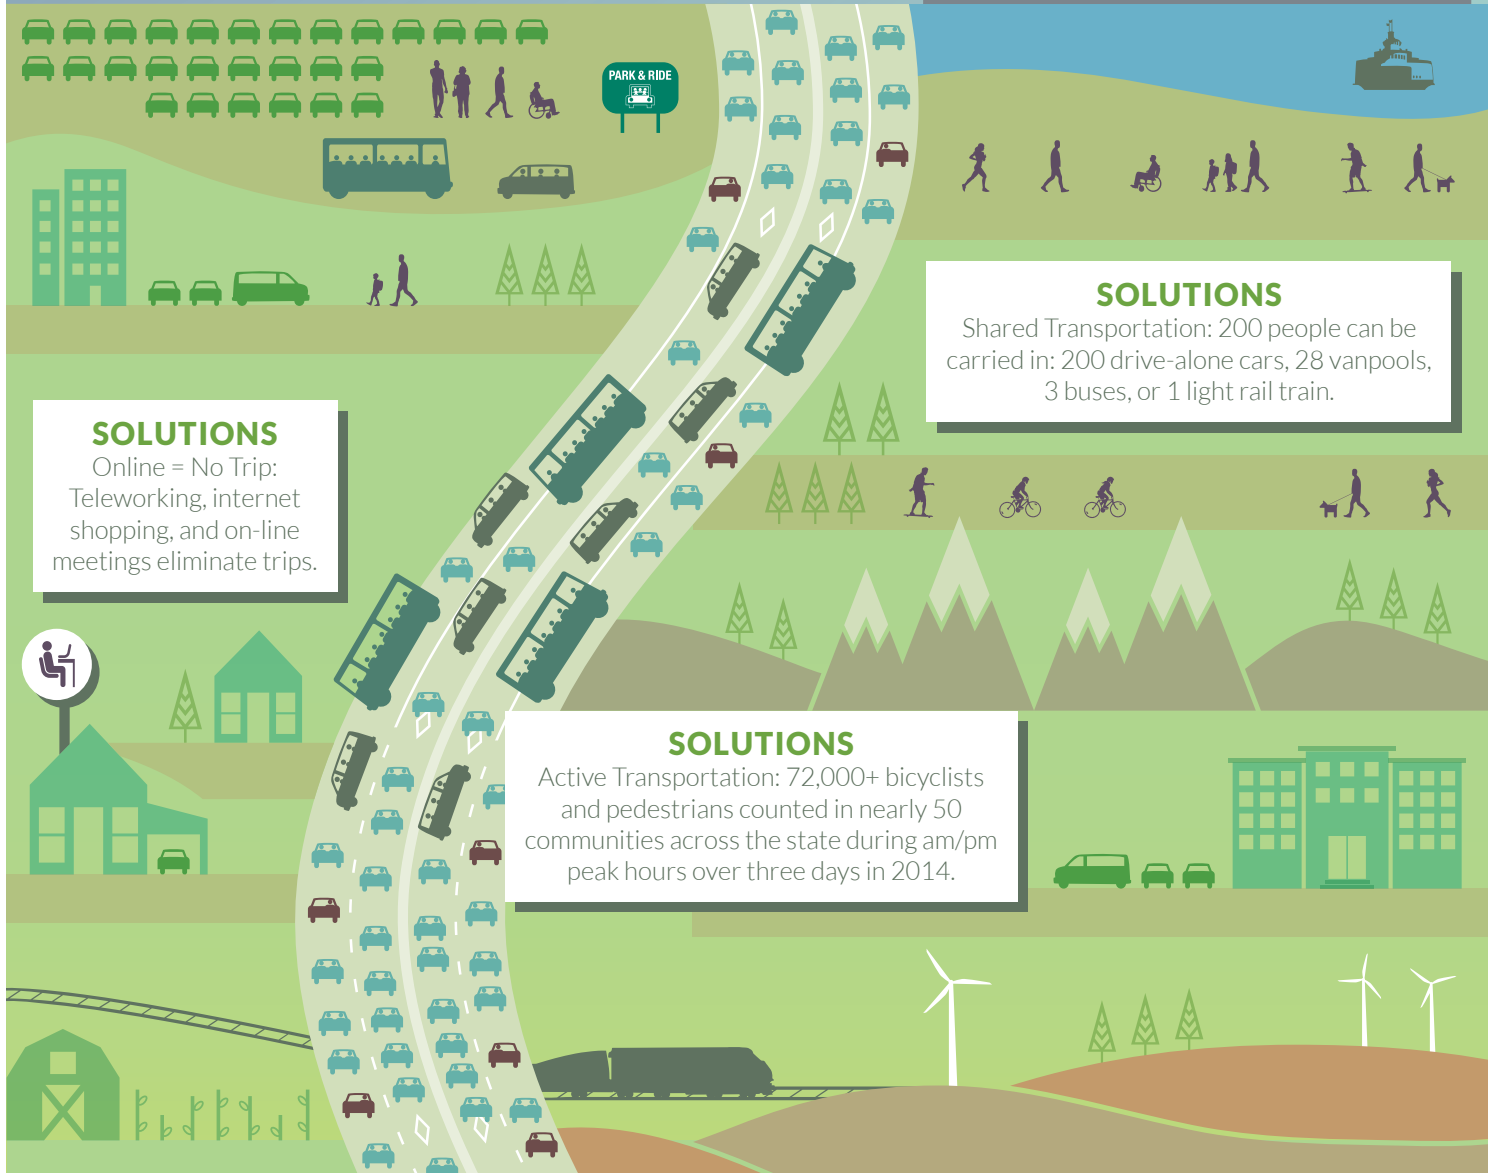 PARK & RIDE
SOLUTIONS
Shared Transportation: 200 people can be
carried in: 200 drive-alone cars, 28 vanpools,
3 buses, or 1 light rail train.
SOLUTIONS
Online = No Trip:
Teleworking, internet
shopping, and on-line
meetings eliminate trips.
SOLUTIONS
Active Transportation: 72,000+ bicyclists
and pedestrians counted in nearly 50
communities across the state during am/pm
peak hours over three days in 2014.